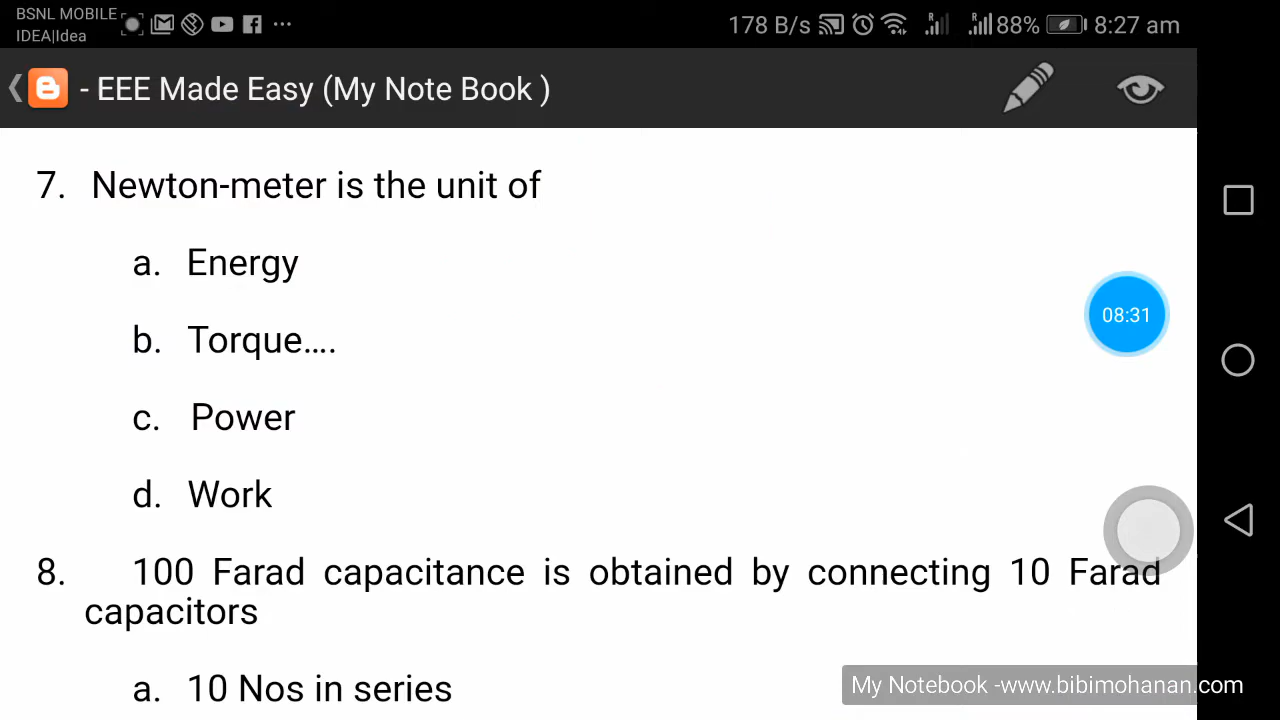 BSNL MOBILE
IDEA|Idea
178 B/s
R
R
88%
8:27 am
- EEE Made Easy (My Note Book )
7. Newton-meter is the unit of
a. Energy
b. Torque....
08:31
c. Power
d. Work
8. 100 Farad capacitance is obtained by connecting 10 Farad
capacitors
a. 10 Nos in series
My Notebook -www.bibimohanan.com